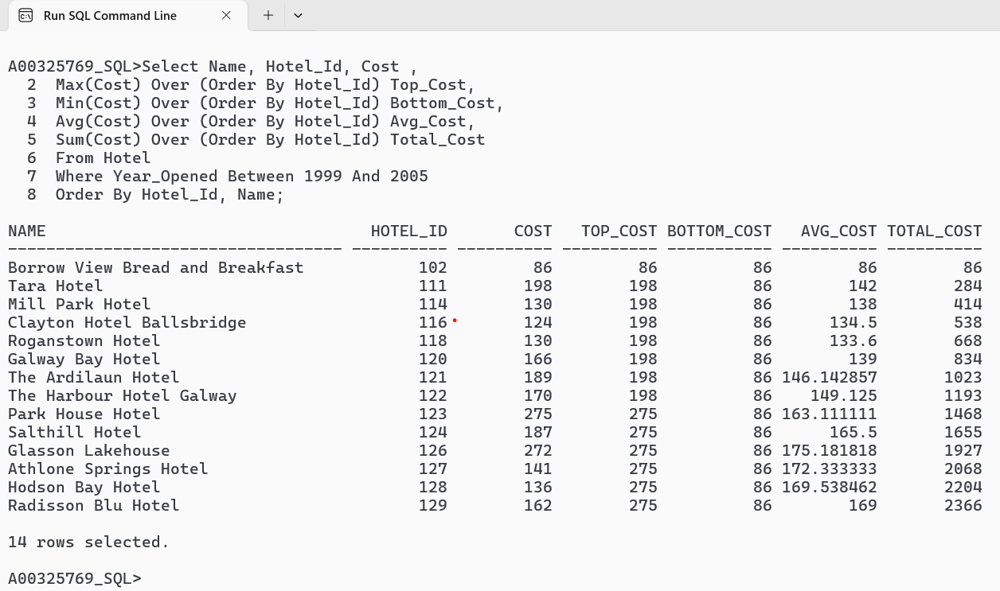 Run SQL Command Line
A00325769_SQL>Select Name, Hotel_Id, Cost ,
2 Max(Cost) Over (Order By Hotel_Id) Top_Cost,
3 Min(Cost) Over (Order By Hotel_Id) Bottom_Cost,
4 Avg(Cost) Over (Order By Hotel_Id) Avg_Cost,
5 Sum(Cost) Over (Order By Hotel_Id) Total_Cost
6 From Hotel
7 Where Year_Opened Between 1999 And 2005
8 Order By Hotel_Id, Name;
NAME HOTEL_ID COST TOP_COST BOTTOM_COST AVG_COST TOTAL_COST
----------------------------------- ---------- ---------- ---------- ----------- ---------- ----------
Borrow View Bread and Breakfast 102 86 86 86 86 86
Tara Hotel 111 198 198 86 142 284
Mill Park Hotel 114 130 198 86 138 414
Clayton Hotel Ballsbridge 116 124 198 86 134.5 538
Roganstown Hotel 118 130 198 86 133.6 668
Galway Bay Hotel 120 166 198 86 139 834
The Ardilaun Hotel 121 189 198 86 146.142857 1023
The Harbour Hotel Galway 122 170 198 86 149.125 1193
Park House Hotel 123 275 275 86 163.111111 1468
Salthill Hotel 124 187 275 86 165.5 1655
Glasson Lakehouse 126 272 275 86 175.181818 1927
Athlone Springs Hotel 127 141 275 86 172.333333 2068
Hodson Bay Hotel 128 136 275 86 169.538462 2204
Radisson Blu Hotel 129 162 275 86 169 2366
14 rows selected.
A00325769_SQL>